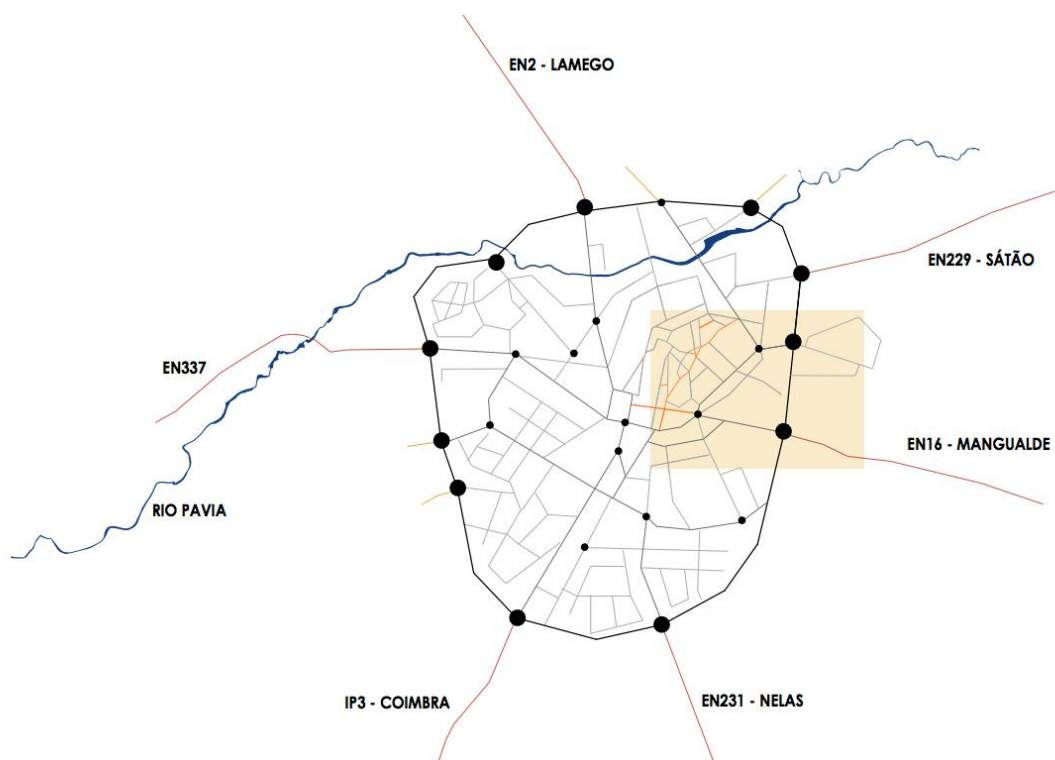 EN2 - LAMEGO
EN229 - SÁTÃO
EN337
EN16 - MANGUALDE
RIO PAVIA
IP3 - COIMBRA
EN231 - NELAS